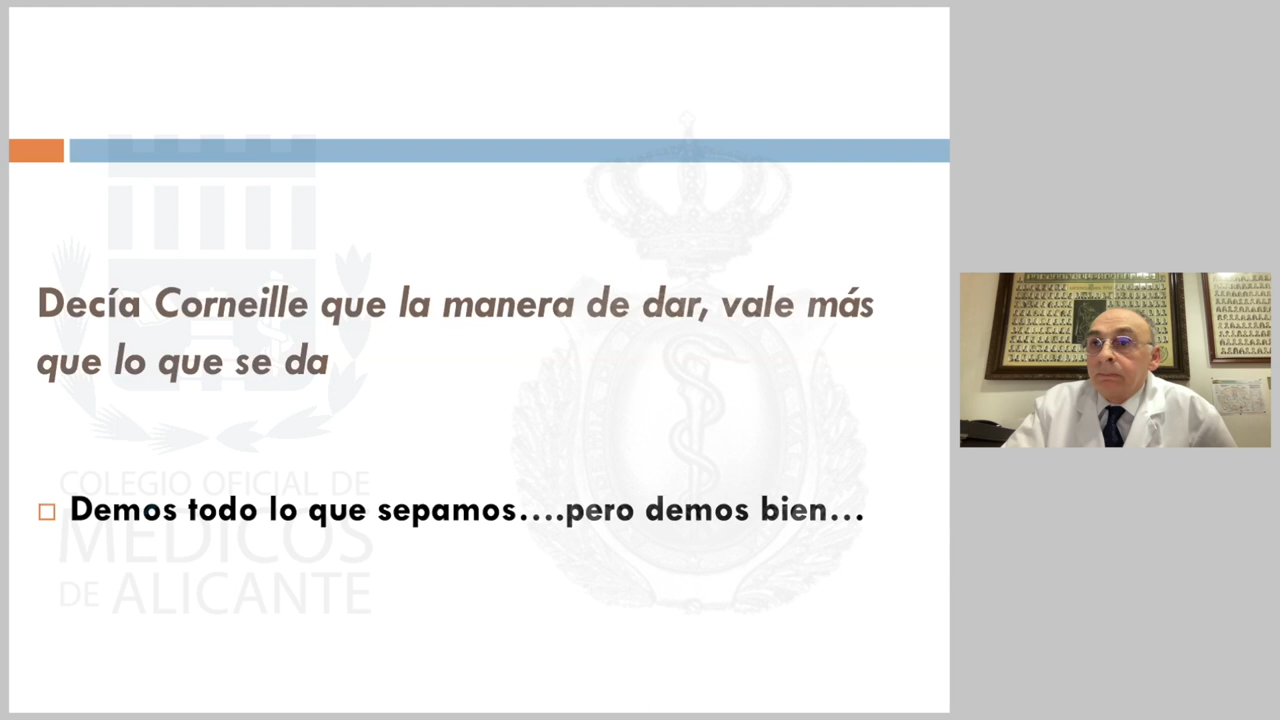 Decía Corneille que la manera de dar, vale más
que lo que se da
Demos todo lo que sepamos....pero demos bien...
COLEGIO OFICIAL DE
MÉDICOS
DE ALICANTE